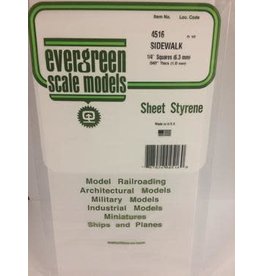 Item No. Loc. Code
4516
SIDEWALK
1/4" Squares (6.3 mm)
.040" Thick (1.0 mm)
evergreen
scale models
Sheet Styrene
Made in U.S.A.
Model Railroading
Architectural Models
Military Models
Industrial Models
Miniatures
Ships and Planes